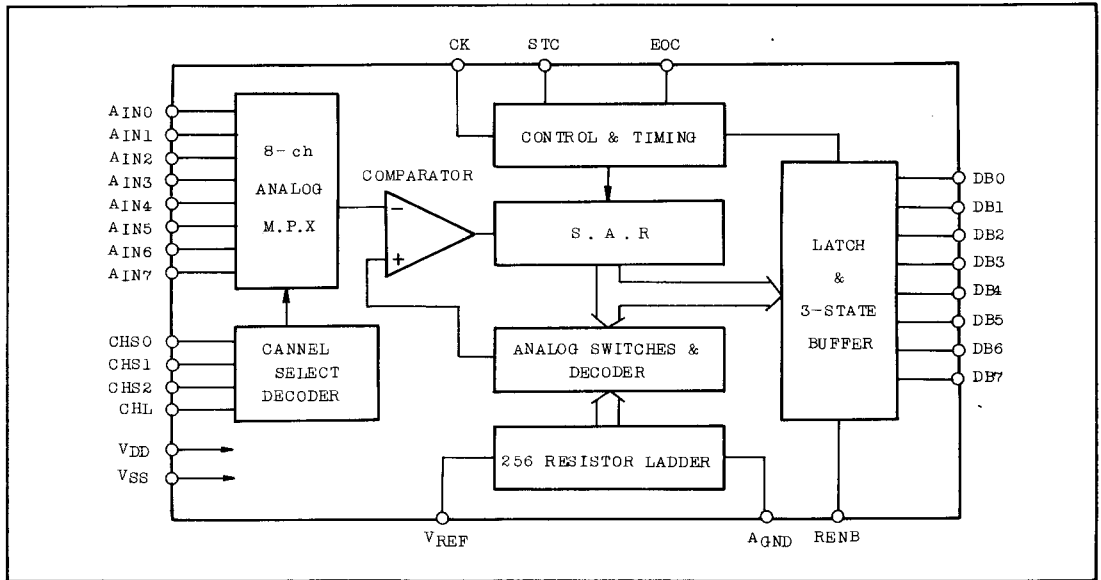 CK STC EOC
AIN0
AIN1
AIN2
AIN3
AIN4
AIN5
AIN6
AIN7
8-ch
ANALOG
M.P.X
COMPARATOR
−
+
CONTROL & TIMING
S.A.R
ANALOG SWITCHES &
DECODER
256 RESISTOR LADDER
LATCH
&
3-STATE
BUFFER
DB0
DB1
DB2
DB3
DB4
DB5
DB6
DB7
CHS0
CHS1
CHS2
CHL
CANNEL
SELECT
DECODER
VDD
VSS
VREF AGND RENB